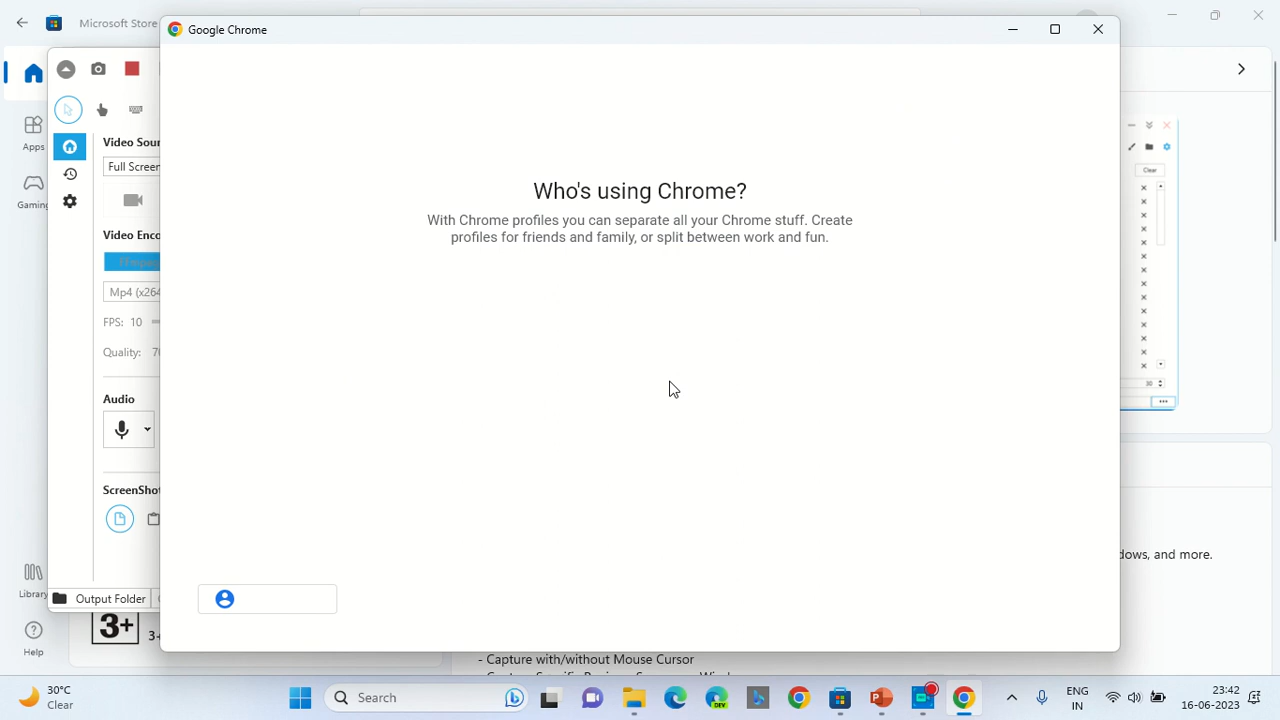 Microsoft Store
Google Chrome
Who's using Chrome?
With Chrome profiles you can separate all your Chrome stuff. Create
profiles for friends and family, or split between work and fun.
Apps
Gaming
Library
Help
Video Sour
Full Screen
Video Enco
Mp4 (x264
FPS: 10
Quality:
Audio
ScreenShot
Output Folder
Clear
30
dows, and more.
3+
- Capture with/without Mouse Cursor
30°C
Clear
Search
DEV
ENG
IN
23:42
16-06-2023